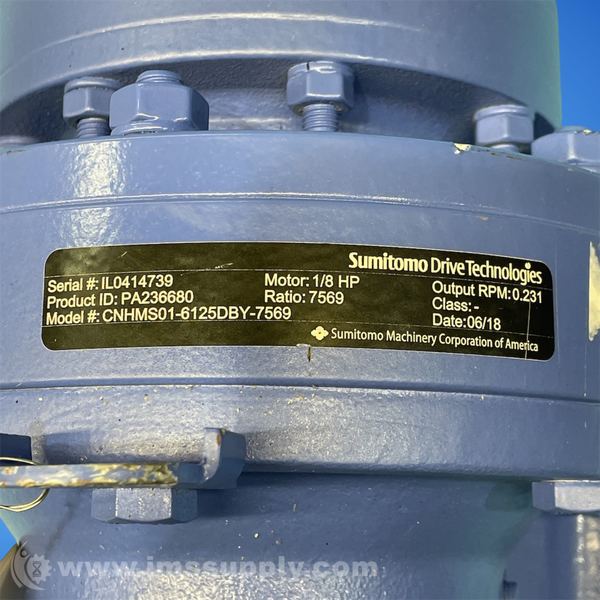 Sumitomo Drive Technologies
Serial #: IL0414739 Motor: 1/8 HP Output RPM: 0.231
Product ID: PA236680 Ratio: 7569 Class: -
Model #: CNHMS01-6125DBY-7569 Date: 06/18
Sumitomo Machinery Corporation of America
www.imssupply.com